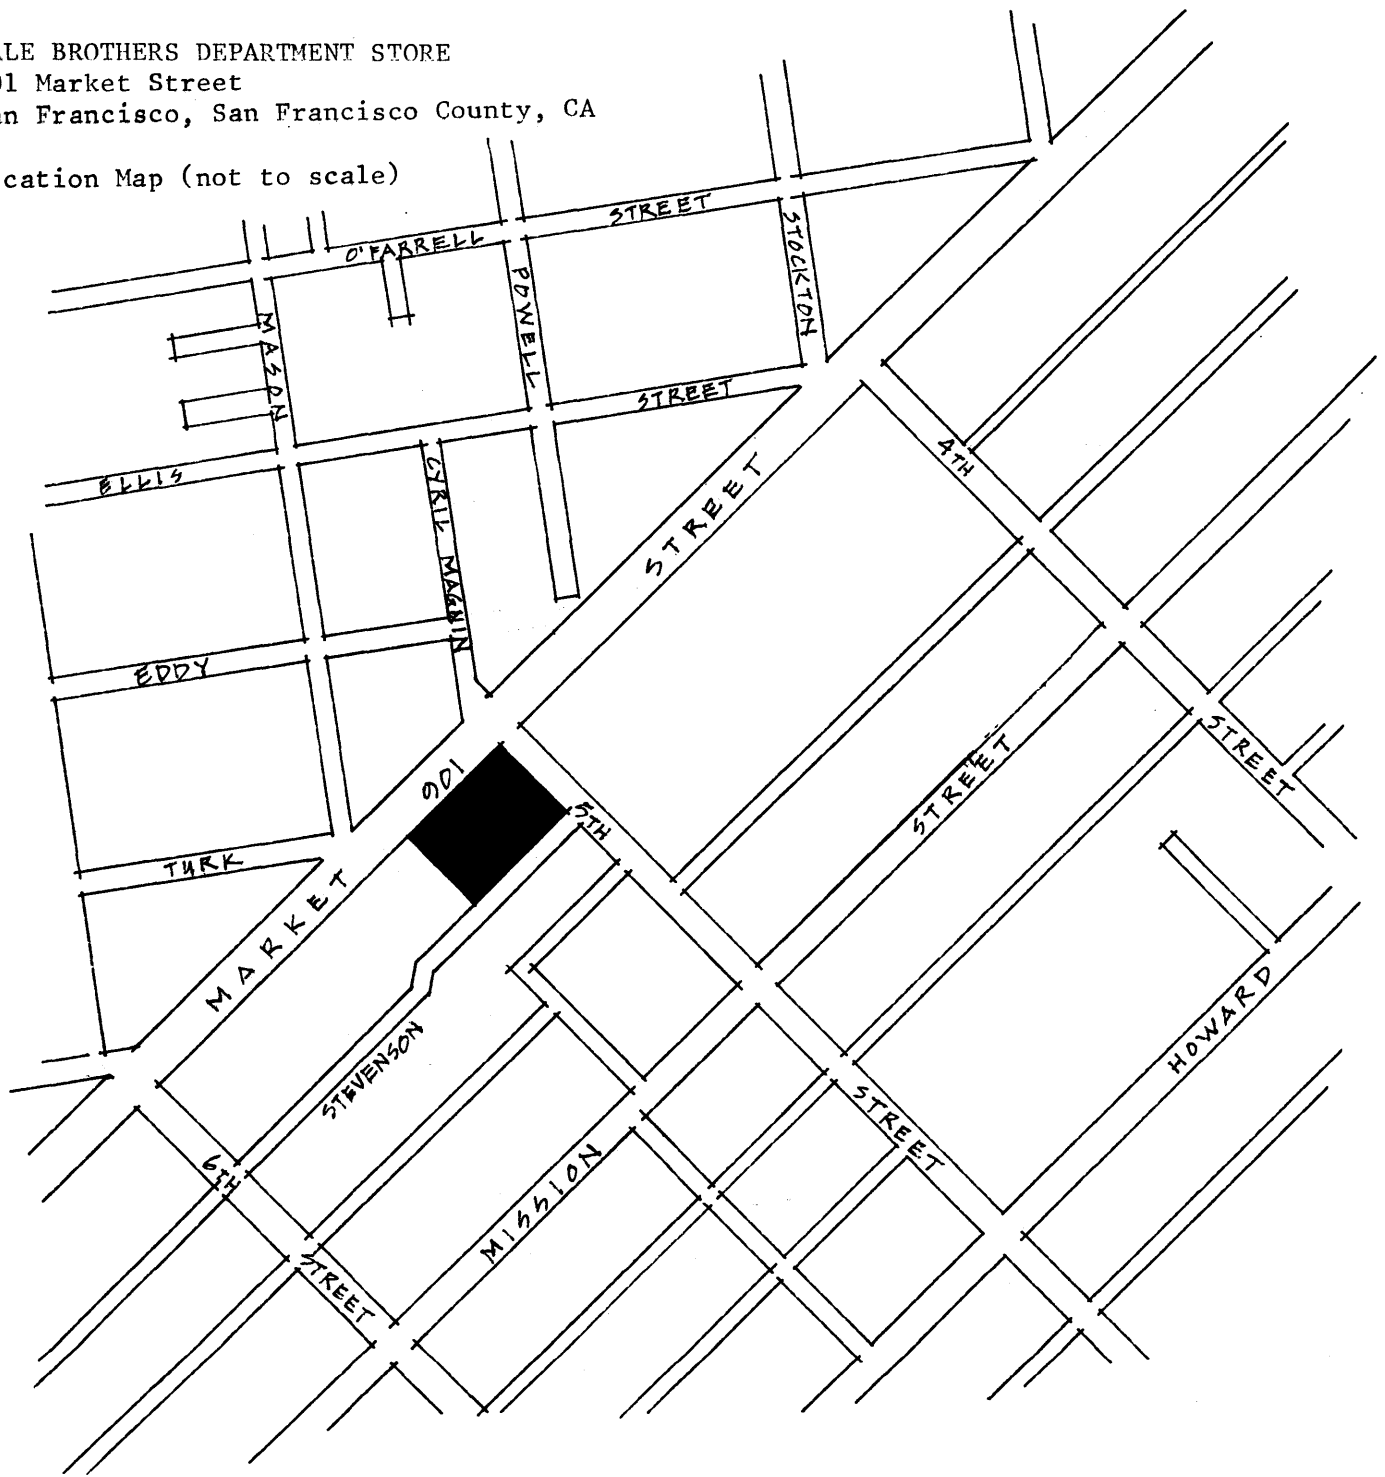 ALE BROTHERS DEPARTMENT STORE
01 Market Street
an Francisco, San Francisco County, CA
cation Map (not to scale)
O'FARRELL STREET
STOCKTON
POWELL
MASON
ELLIS STREET
CYRIL MAGNIN
4TH STREET
EDDY
TURK
MARKET STREET
901
5TH STREET
STEVENSON
6TH STREET
MISSION STREET
HOWARD